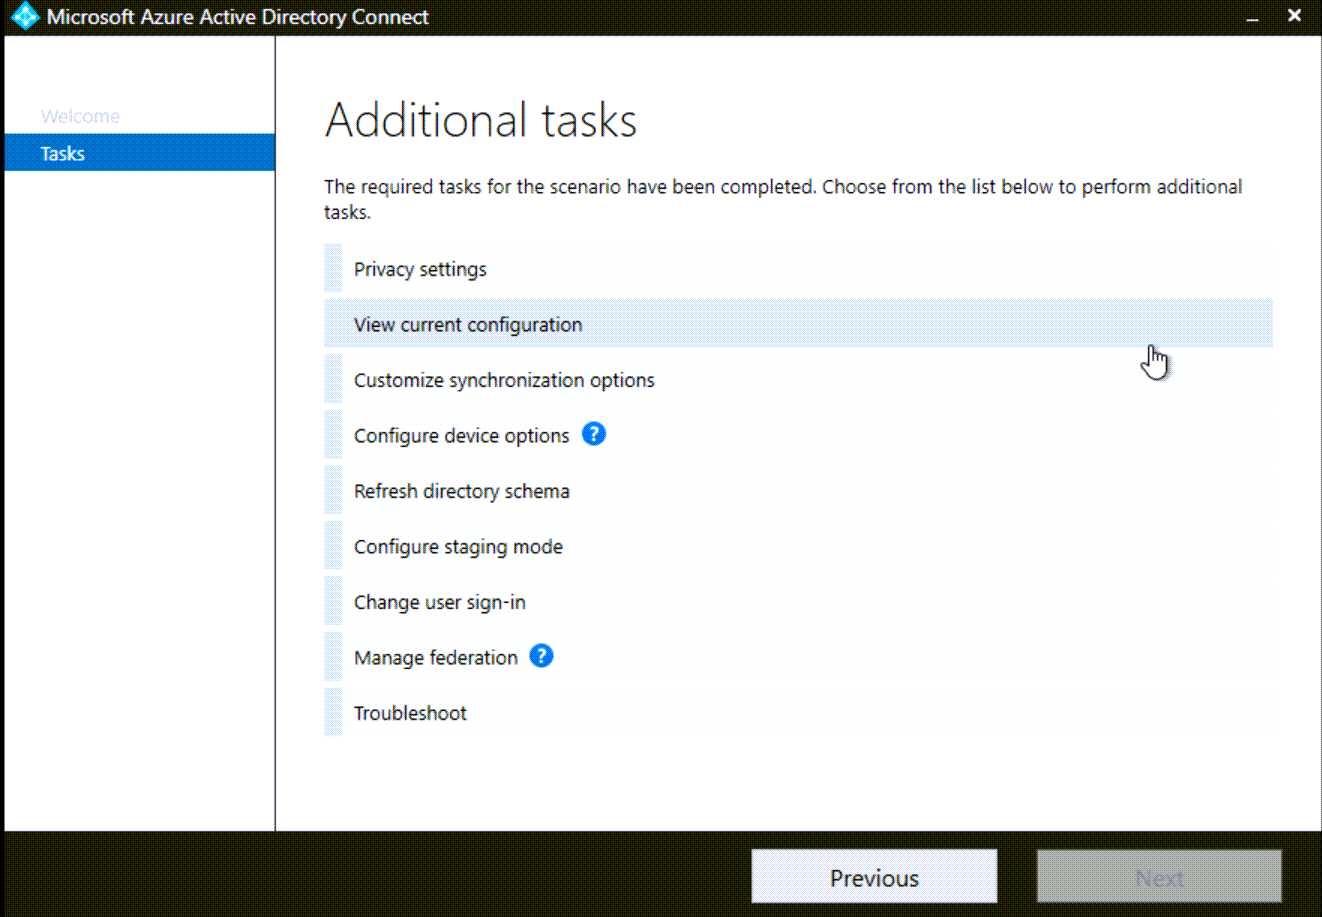 Microsoft Azure Active Directory Connect
Welcome
Tasks
Additional tasks
The required tasks for the scenario have been completed. Choose from the list below to perform additional
tasks.
Privacy settings
View current configuration
Customize synchronization options
Configure device options ?
Refresh directory schema
Configure staging mode
Change user sign-in
Manage federation ?
Troubleshoot
Previous
Next